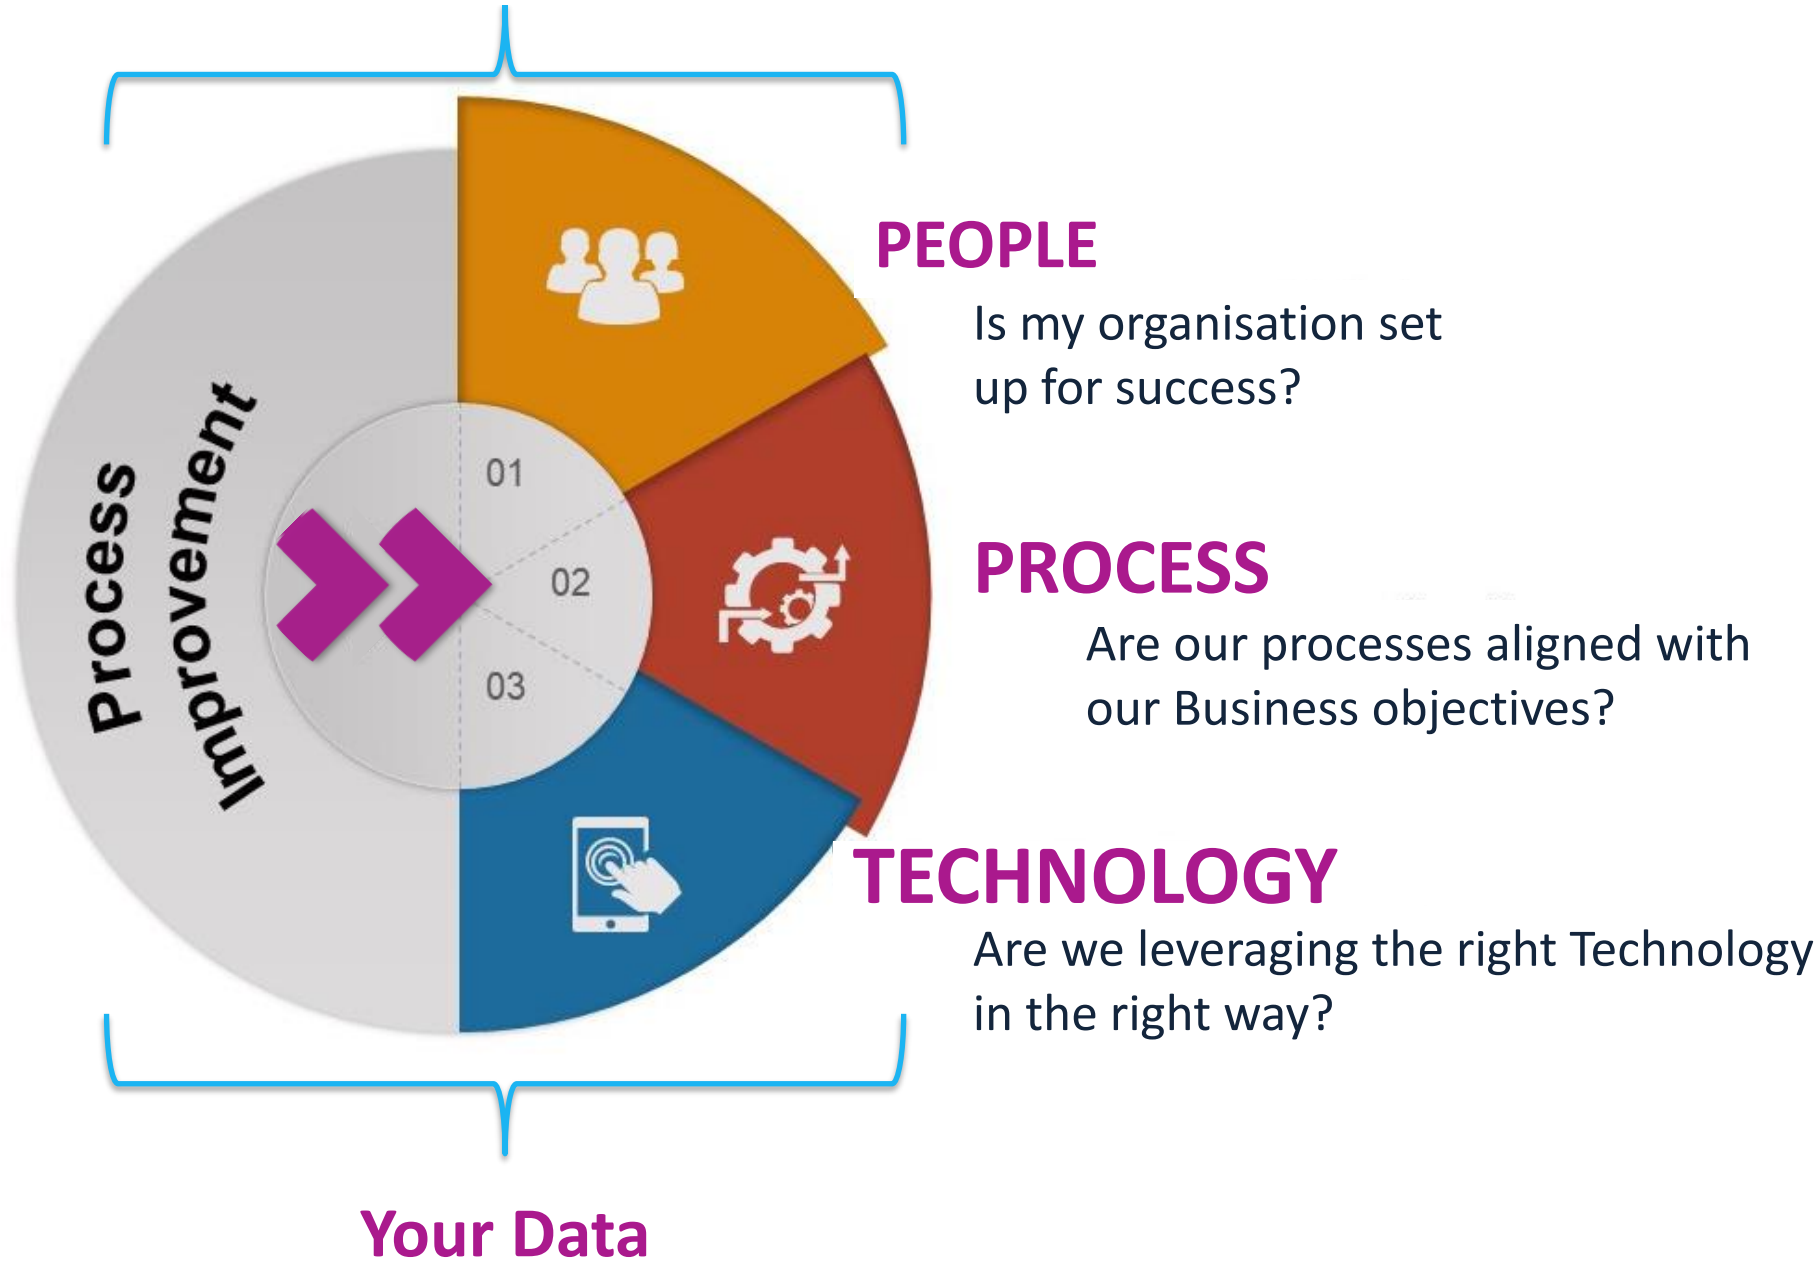 Process
Improvement
01
02
03
PEOPLE
Is my organisation set
up for success?
PROCESS
Are our processes aligned with
our Business objectives?
TECHNOLOGY
Are we leveraging the right Technology
in the right way?
Your Data